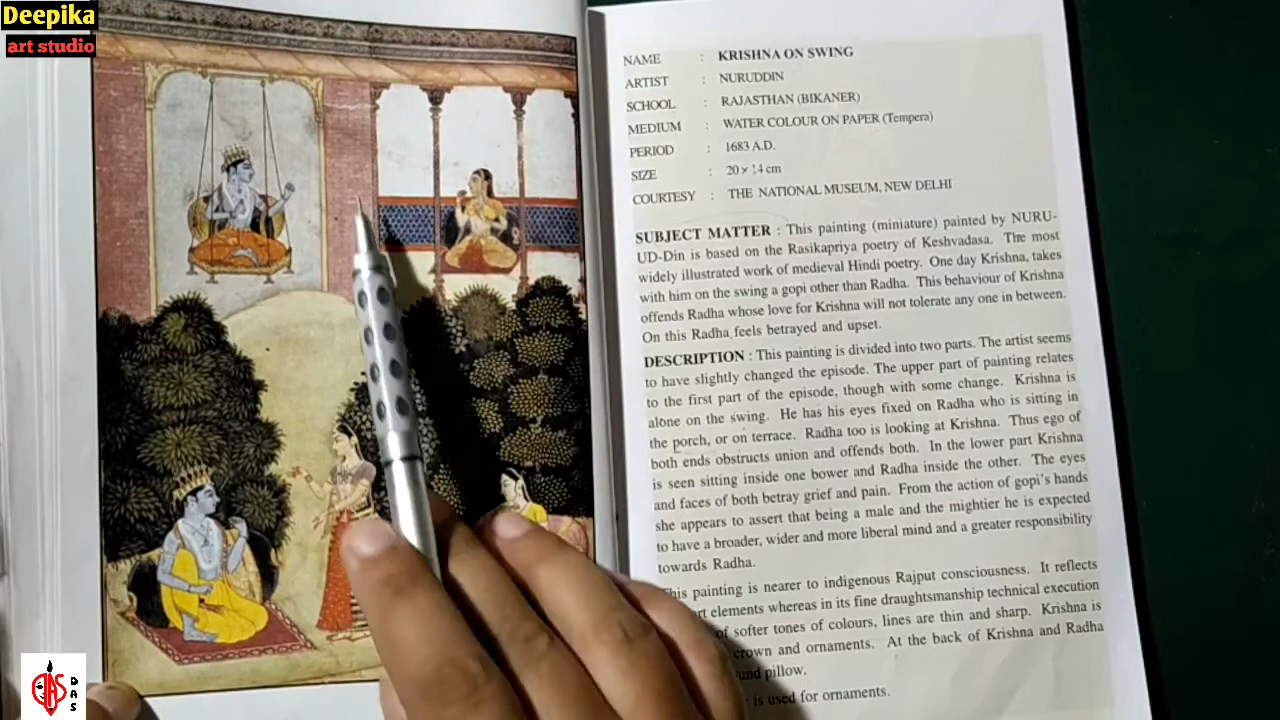 Deepika
art studio
NAME : KRISHNA ON SWING
ARTIST : NURUDDIN
SCHOOL : RAJASTHAN (BIKANER)
MEDIUM : WATER COLOUR ON PAPER (Tempera)
PERIOD : 1683 A.D.
SIZE : 20 × 14 cm
COURTESY : THE NATIONAL MUSEUM, NEW DELHI
SUBJECT MATTER : This painting (miniature) painted by NURU-
UD-Din is based on the Rasikapriya poetry of Keshvadasa. The most
widely illustrated work of medieval Hindi poetry. One day Krishna, takes
with him on the swing a gopi other than Radha. This behaviour of Krishna
offends Radha whose love for Krishna will not tolerate any one in between.
On this Radha feels betrayed and upset.
DESCRIPTION : This painting is divided into two parts. The artist seems
to have slightly changed the episode. The upper part of painting relates
to the first part of the episode, though with some change. Krishna is
alone on the swing. He has his eyes fixed on Radha who is sitting in
the porch, or on terrace. Radha too is looking at Krishna. Thus ego of
both ends obstructs union and offends both. In the lower part Krishna
is seen sitting inside one bower and Radha inside the other. The eyes
and faces of both betray grief and pain. From the action of gopi's hands
she appears to assert that being a male and the mightier he is expected
to have a broader, wider and more liberal mind and a greater responsibility
towards Radha.
This painting is nearer to indigenous Rajput consciousness. It reflects
elements whereas in its fine draughtsmanship technical execution
of softer tones of colours, lines are thin and sharp. Krishna is
crown and ornaments. At the back of Krishna and Radha
pillow.
is used for ornaments.
DAS